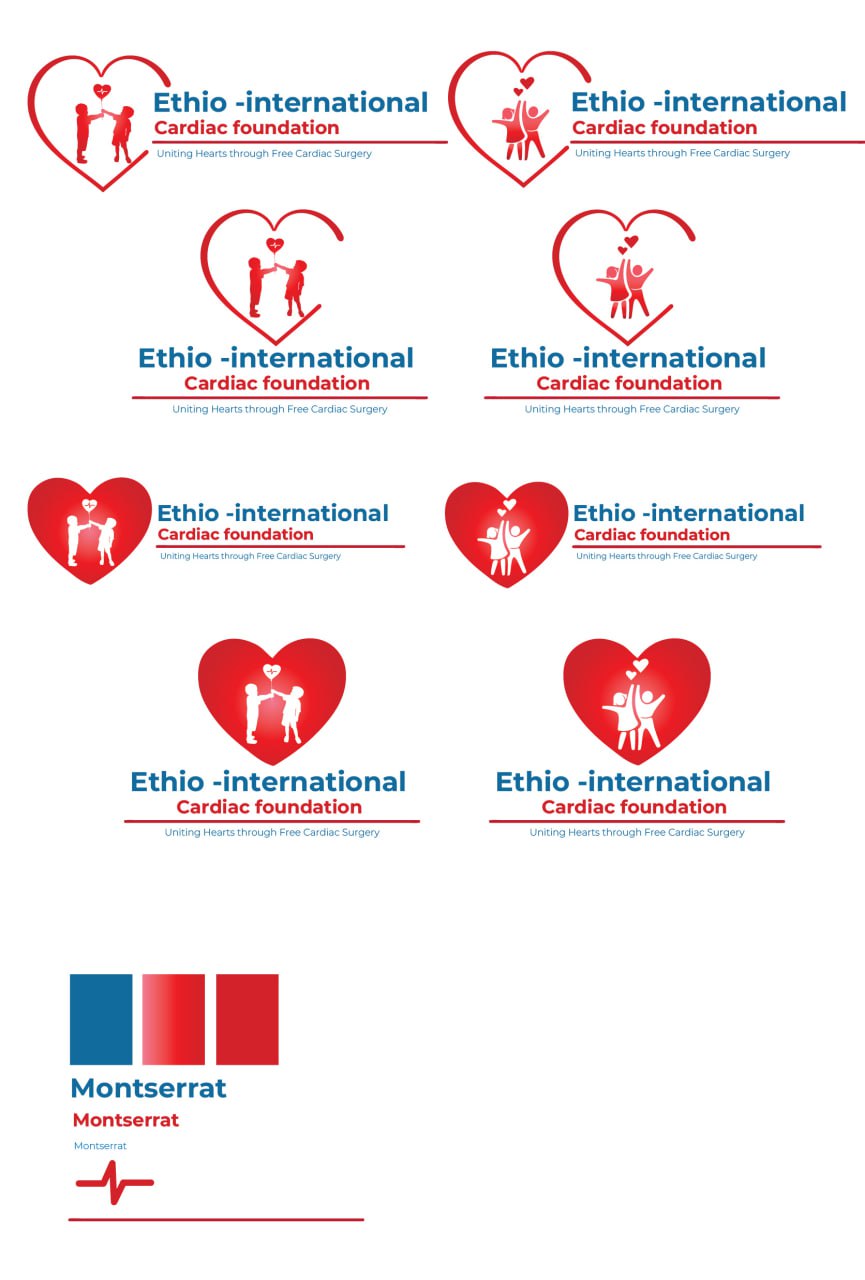 Ethio -international
Cardiac foundation
Uniting Hearts through Free Cardiac Surgery
Ethio -international
Cardiac foundation
Uniting Hearts through Free Cardiac Surgery
Ethio -international
Cardiac foundation
Uniting Hearts through Free Cardiac Surgery
Ethio -international
Cardiac foundation
Uniting Hearts through Free Cardiac Surgery
Ethio -international
Cardiac foundation
Uniting Hearts through Free Cardiac Surgery
Ethio -international
Cardiac foundation
Uniting Hearts through Free Cardiac Surgery
Ethio -international
Cardiac foundation
Uniting Hearts through Free Cardiac Surgery
Ethio -international
Cardiac foundation
Uniting Hearts through Free Cardiac Surgery
Montserrat
Montserrat
Montserrat